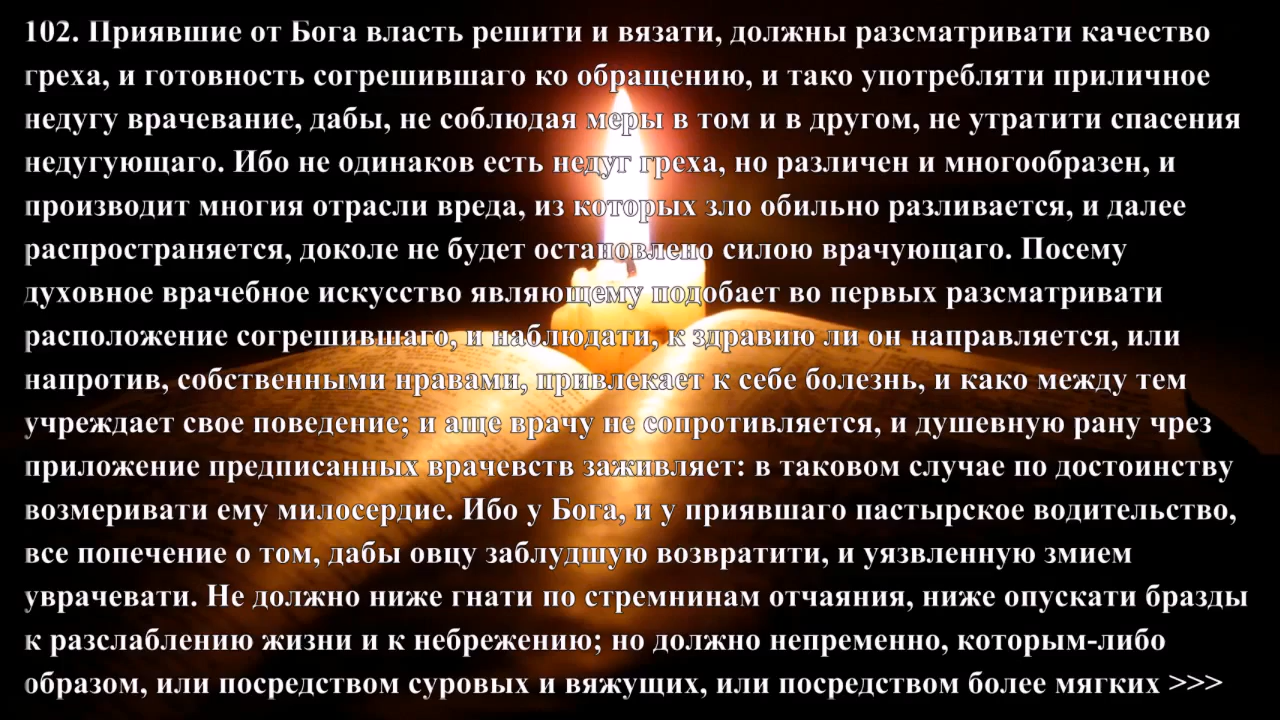 102. Приявшие от Бога власть решити и вязати, должны разсматривати качество
греха, и готовность согрешившаго ко обращению, и тако употребляти приличное
недугу врачевание, дабы, не соблюдая меры в том и в другом, не утратити спасения
недугующаго. Ибо не одинаков есть недуг греха, но различен и многообразен, и
производит многия отрасли вреда, из которых зло обильно разливается, и далее
распространяется, доколе не будет остановлено силою врачующаго. Посему
духовное врачебное искусство являющему подобает во первых разсматривати
расположение согрешившаго, и наблюдати, к здравию ли он направляется, или
напротив, собственными нравами, привлекает к себе болезнь, и како между тем
учреждает свое поведение; и аще врачу не сопротивляется, и душевную рану чрез
приложение предписанных врачевств заживляет: в таковом случае по достоинству
возмеривати ему милосердие. Ибо у Бога, и у приявшаго пастырское водительство,
все попечение о том, дабы овцу заблудшую возвратити, и уязвленную змием
уврачевати. Не должно ниже гнати по стремнинам отчаяния, ниже опускати бразды
к разслаблению жизни и к небрежению; но должно непременно, которым-либо
образом, или посредством суровых и вяжущих, или посредством более мягких >>>